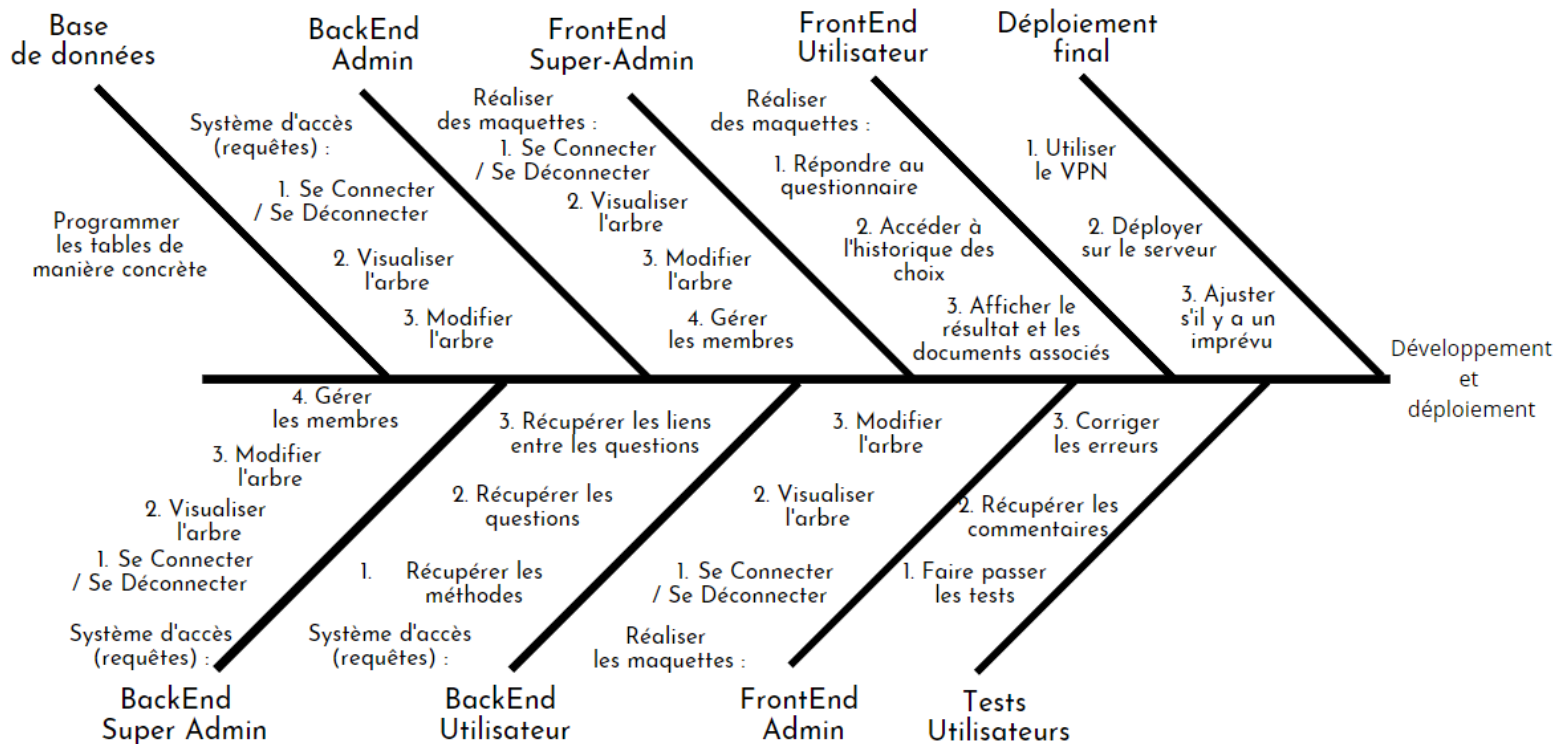 Base
de données
BackEnd
Admin
FrontEnd
Super-Admin
FrontEnd
Utilisateur
Déploiement
final
Programmer
les tables de
manière concrète
Système d'accès
(requêtes) :
1. Se Connecter
/ Se Déconnecter
2. Visualiser
l'arbre
3. Modifier
l'arbre
Réaliser
des maquettes :
1. Se Connecter
/ Se Déconnecter
2. Visualiser
l'arbre
3. Modifier
l'arbre
4. Gérer
les membres
Réaliser
des maquettes :
1. Répondre au
questionnaire
2. Accéder à
l'historique des
choix
3. Afficher le
résultat et les
documents associés
1. Utiliser
le VPN
2. Déployer
sur le serveur
3. Ajuster
s'il y a un
imprévu
Développement
et
déploiement
4. Gérer
les membres
3. Modifier
l'arbre
2. Visualiser
l'arbre
1. Se Connecter
/ Se Déconnecter
Système d'accès
(requêtes) :
BackEnd
Super Admin
3. Récupérer les liens
entre les questions
2. Récupérer les
questions
1. Récupérer les
méthodes
Système d'accès
(requêtes) :
BackEnd
Utilisateur
3. Modifier
l'arbre
2. Visualiser
l'arbre
1. Se Connecter
/ Se Déconnecter
Réaliser
les maquettes :
FrontEnd
Admin
3. Corriger
les erreurs
2. Récupérer les
commentaires
1. Faire passer
les tests
Tests
Utilisateurs